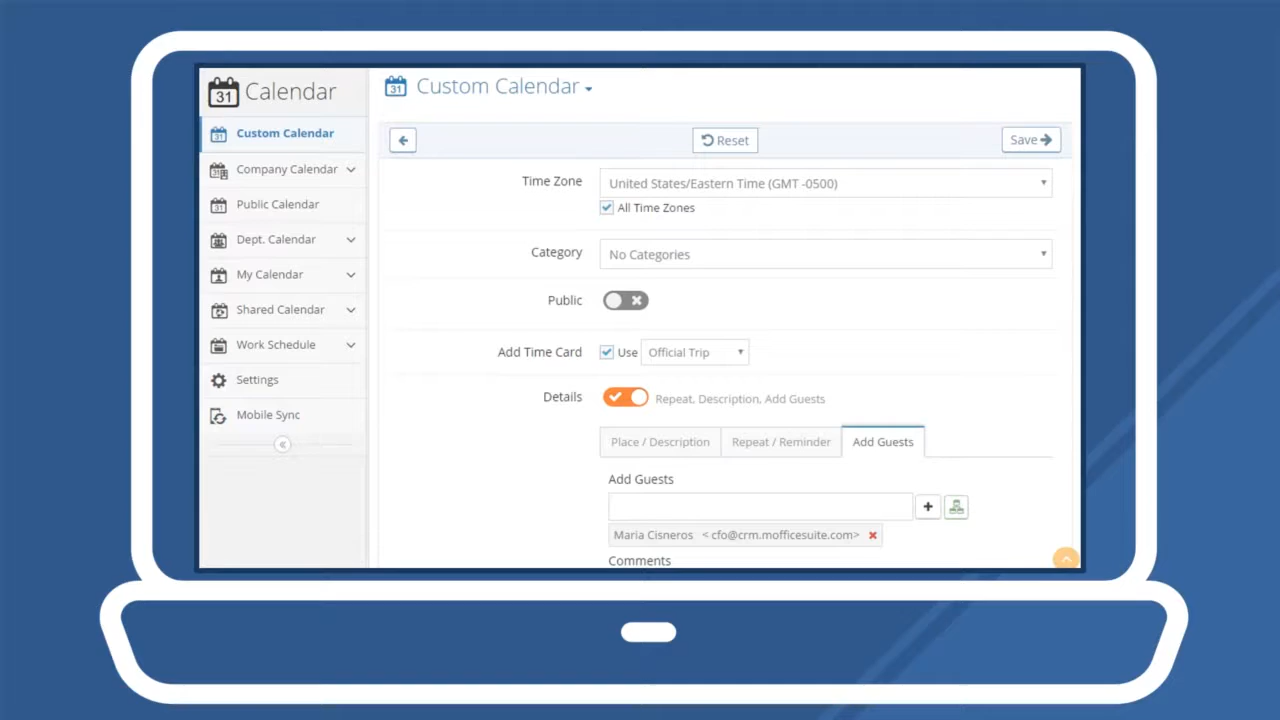 31 Calendar
Custom Calendar
Company Calendar
Public Calendar
Dept. Calendar
My Calendar
Shared Calendar
Work Schedule
Settings
Mobile Sync
31 Custom Calendar
Reset
Save
Time Zone
United States/Eastern Time (GMT -0500)
All Time Zones
Category
No Categories
Public
Add Time Card
Use
Official Trip
Details
Repeat, Description, Add Guests
Place / Description
Repeat / Reminder
Add Guests
Add Guests
Maria Cisneros < cfo@crm.mofficesuite.com>
Comments